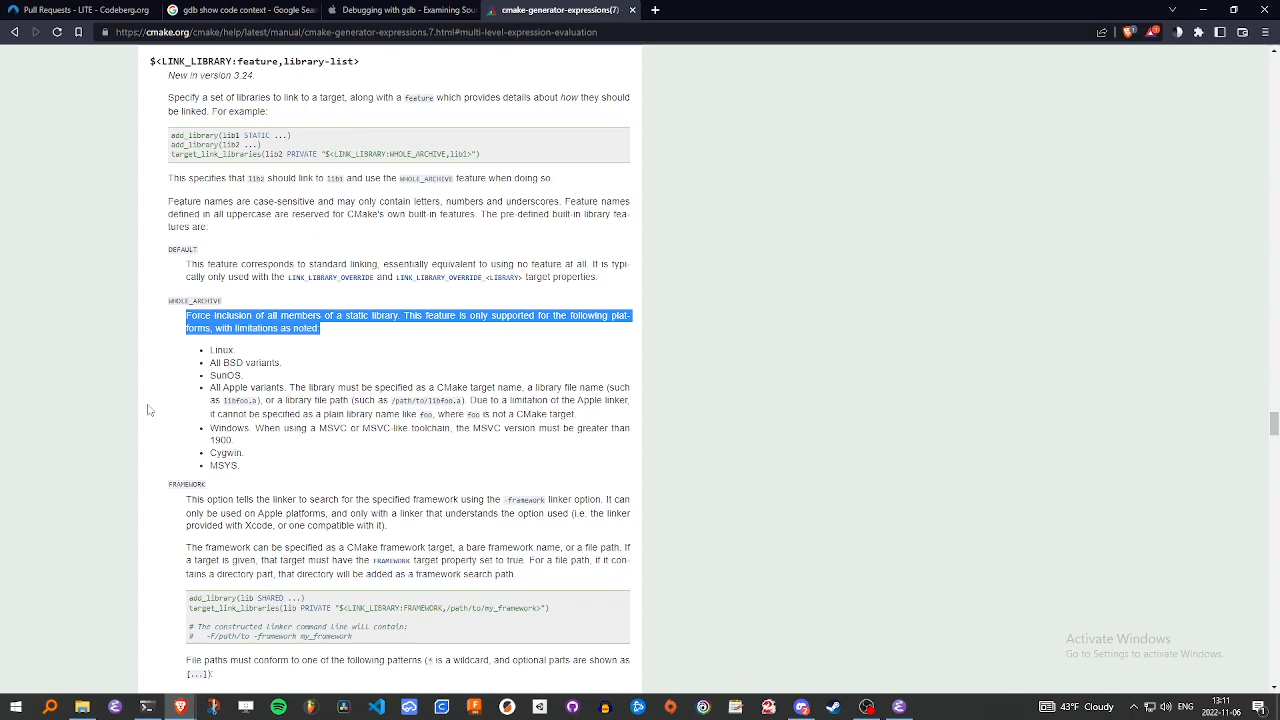 Pull Requests - LITE - Codeberg.org
gdb show context - Google Sear
Debugging with gdb - Examining Sou
cmake-generator-expressions(7)
https://cmake.org/cmake/help/latest/manual/cmake-generator-expressions.7.html#multi-level-expression-evaluation
$<LINK_LIBRARY:feature,library-list>
New in version 3.24.
Specify a set of libraries to link to a target, along with a feature which provides details about how they should
be linked. For example:
add_library(lib1 STATIC ...)
add_library(lib2 ...)
target_link_libraries(lib2 PRIVATE "$<LINK_LIBRARY:WHOLE_ARCHIVE,lib1>")
This specifies that lib2 should link to lib1 and use the WHOLE_ARCHIVE feature when doing so.
Feature names are case-sensitive and may only contain letters, numbers and underscores. Feature names
defined in all uppercase are reserved for CMake's own built-in features. The pre-defined built-in library fea-
tures are:
DEFAULT
This feature corresponds to standard linking, essentially equivalent to using no feature at all. It is typi-
cally only used with the LINK_LIBRARY_OVERRIDE and LINK_LIBRARY_OVERRIDE_<LIBRARY> target properties.
WHOLE_ARCHIVE
Force inclusion of all members of a static library. This feature is only supported for the following plat-
forms, with limitations as noted:
• Linux.
• All BSD variants.
• SunOS.
• All Apple variants. The library must be specified as a CMake target name, a library file name (such
as libfoo.a), or a library file path (such as /path/to/libfoo.a). Due to a limitation of the Apple linker,
it cannot be specified as a plain library name like foo, where foo is not a CMake target.
• Windows. When using a MSVC or MSVC-like toolchain, the MSVC version must be greater than
1900.
• Cygwin.
• MSYS.
FRAMEWORK
This option tells the linker to search for the specified framework using the -framework linker option. It can
only be used on Apple platforms, and only with a linker that understands the option used (i.e. the linker
provided with Xcode, or one compatible with it).
The framework can be specified as a CMake framework target, a bare framework name, or a file path. If
a target is given, that target must have the FRAMEWORK target property set to true. For a file path, if it con-
tains a directory part, that directory will be added as a framework search path.
add_library(lib SHARED ...)
target_link_libraries(lib PRIVATE "$<LINK_LIBRARY:FRAMEWORK,/path/to/my_framework>")
# The constructed linker command line will contain:
#   -F/path/to -framework my_framework
File paths must conform to one of the following patterns (* is a wildcard, and optional parts are shown as
[...]):
Activate Windows
Go to Settings to activate Windows.
43°F Cloudy
13:11
2022-11-06